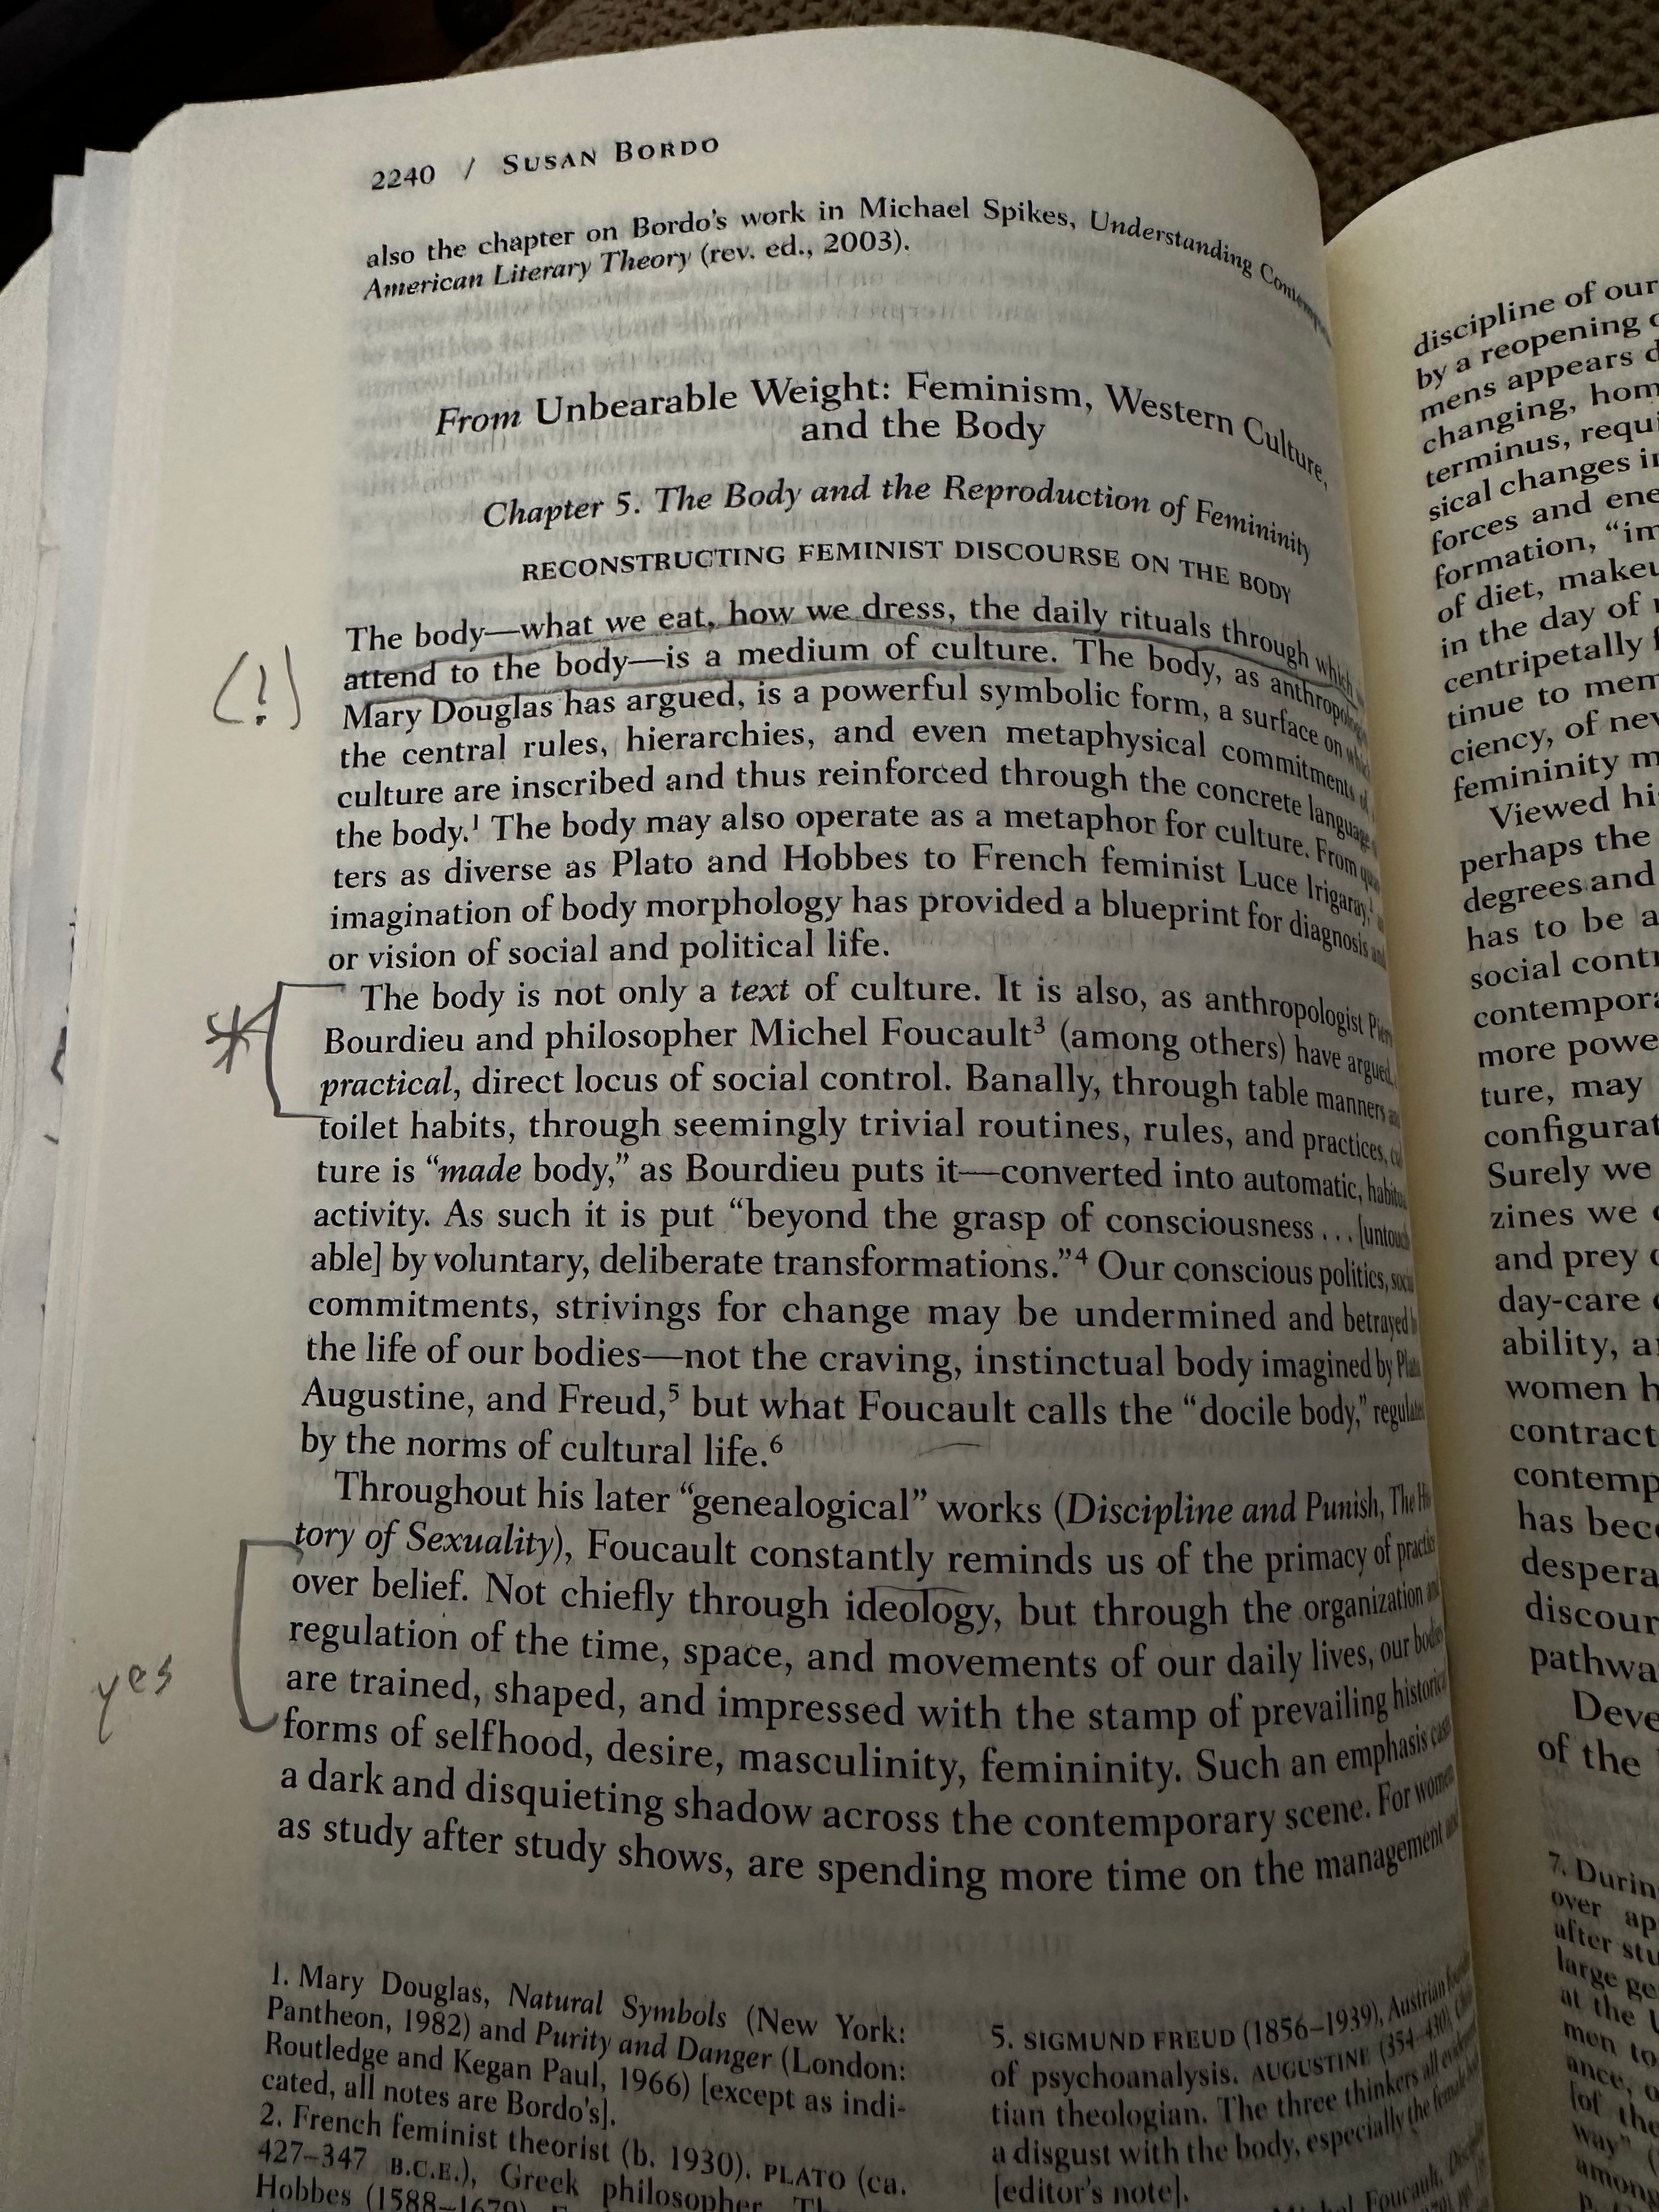 2240 / SUSAN BORDO
also the chapter on Bordo's work in Michael Spikes, Understanding
American Literary Theory (rev. ed., 2003).
From Unbearable Weight: Feminism, Western Culture,
and the Body
Chapter 5. The Body and the Reproduction of Femininity
RECONSTRUCTING FEMINIST DISCOURSE ON THE BODY
The body—what we eat, how we dress, the daily rituals through which
(!)
attend to the body—is a medium of culture. The body, as
Mary Douglas has argued, is a powerful symbolic form, a surface on which
the central rules, hierarchies, and even metaphysical commitments of
culture are inscribed and thus reinforced through the concrete language
the body.¹ The body may also operate as a metaphor for culture. From
ters as diverse as Plato and Hobbes to French feminist Luce Irigaray,²
imagination of body morphology has provided a blueprint for diagnosis and
or vision of social and political life.
The body is not only a text of culture. It is also, as anthropologist
Bourdieu and philosopher Michel Foucault³ (among others) have argued,
practical, direct locus of social control. Banally, through table manners and
toilet habits, through seemingly trivial routines, rules, and practices,
ture is “made body,” as Bourdieu puts it—converted into automatic,
activity. As such it is put “beyond the grasp of consciousness . . .
able] by voluntary, deliberate transformations.”⁴ Our conscious politics,
commitments, strivings for change may be undermined and betrayed
the life of our bodies—not the craving, instinctual body imagined by
Augustine, and Freud,⁵ but what Foucault calls the “docile body,”
by the norms of cultural life.⁶
Throughout his later “genealogical” works (Discipline and Punish, The
tory of Sexuality), Foucault constantly reminds us of the primacy of
over belief. Not chiefly through ideology, but through the organization and
regulation of the time, space, and movements of our daily lives, our bodies
yes
are trained, shaped, and impressed with the stamp of prevailing
forms of selfhood, desire, masculinity, femininity. Such an emphasis
a dark and disquieting shadow across the contemporary scene. For women,
as study after study shows, are spending more time on the management and
1. Mary Douglas, Natural Symbols (New York:
Pantheon, 1982) and Purity and Danger (London:
Routledge and Kegan Paul, 1966) [except as indi-
cated, all notes are Bordo's].
2. French feminist theorist (b. 1930). PLATO (ca.
427–347 B.C.E.), Greek philosopher.
Hobbes (1588–1679),
5. SIGMUND FREUD (1856–1939), Austrian founder
of psychoanalysis. AUGUSTINE (354–430),
tian theologian. The three thinkers all
a disgust with the body, especially the
[editor's note].
Michel Foucault,
discipline of our
by a reopening
mens appears
changing,
terminus,
sical changes
forces and
formation,
of diet,
in the day of
centripetally
tinue to
ciency, of
femininity
Viewed
perhaps the
degrees and
has to be a
social
more
ture, may
Surely we
zines we
and prey
day-care
ability,
women
has
pathwa
of the
7.
over
after
large
at the
men to